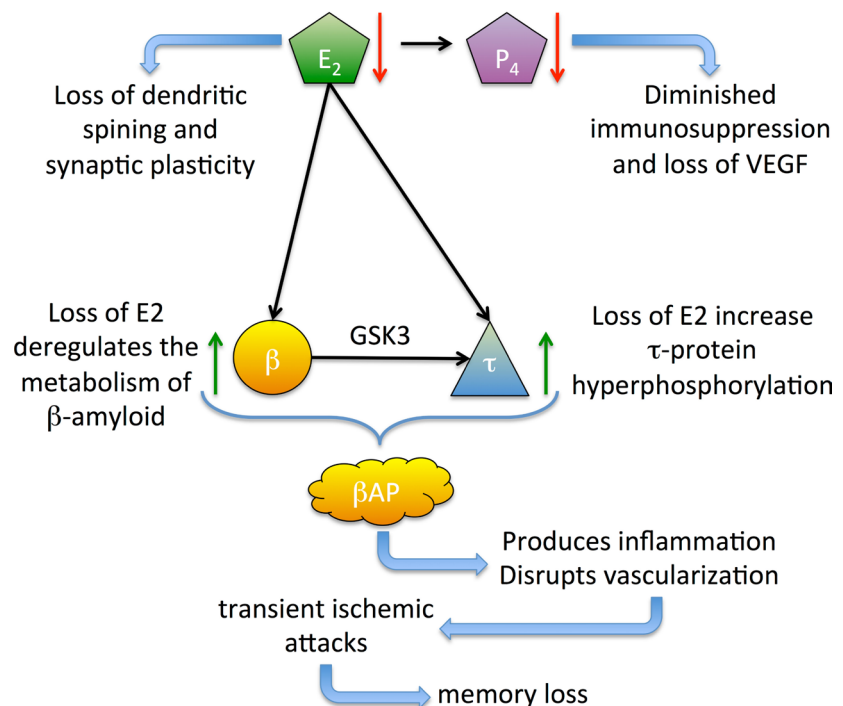 E2
P4
Loss of dendritic
spining and
synaptic plasticity
Diminished
immunosuppression
and loss of VEGF
Loss of E2
deregulates the
metabolism of
β-amyloid
β
GSK3
τ
Loss of E2 increase
τ-protein
hyperphosphorylation
βAP
Produces inflammation
Disrupts vascularization
transient ischemic
attacks
memory loss